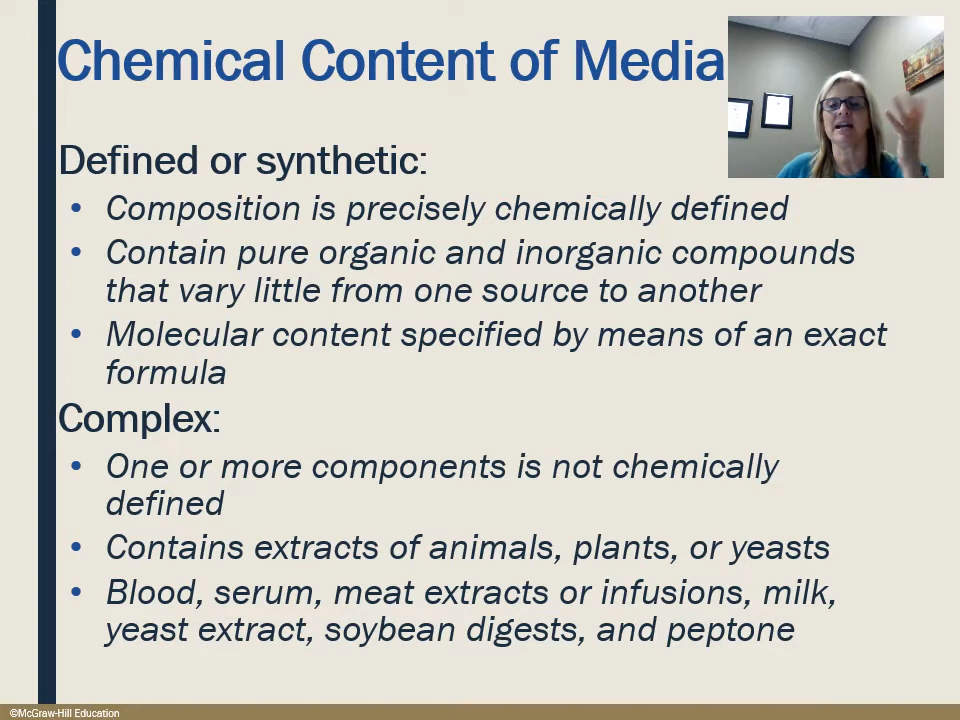 Chemical Content of Media
Defined or synthetic:
• Composition is precisely chemically defined
• Contain pure organic and inorganic compounds
that vary little from one source to another
• Molecular content specified by means of an exact
formula
Complex:
• One or more components is not chemically
defined
• Contains extracts of animals, plants, or yeasts
• Blood, serum, meat extracts or infusions, milk,
yeast extract, soybean digests, and peptone
©McGraw-Hill Education